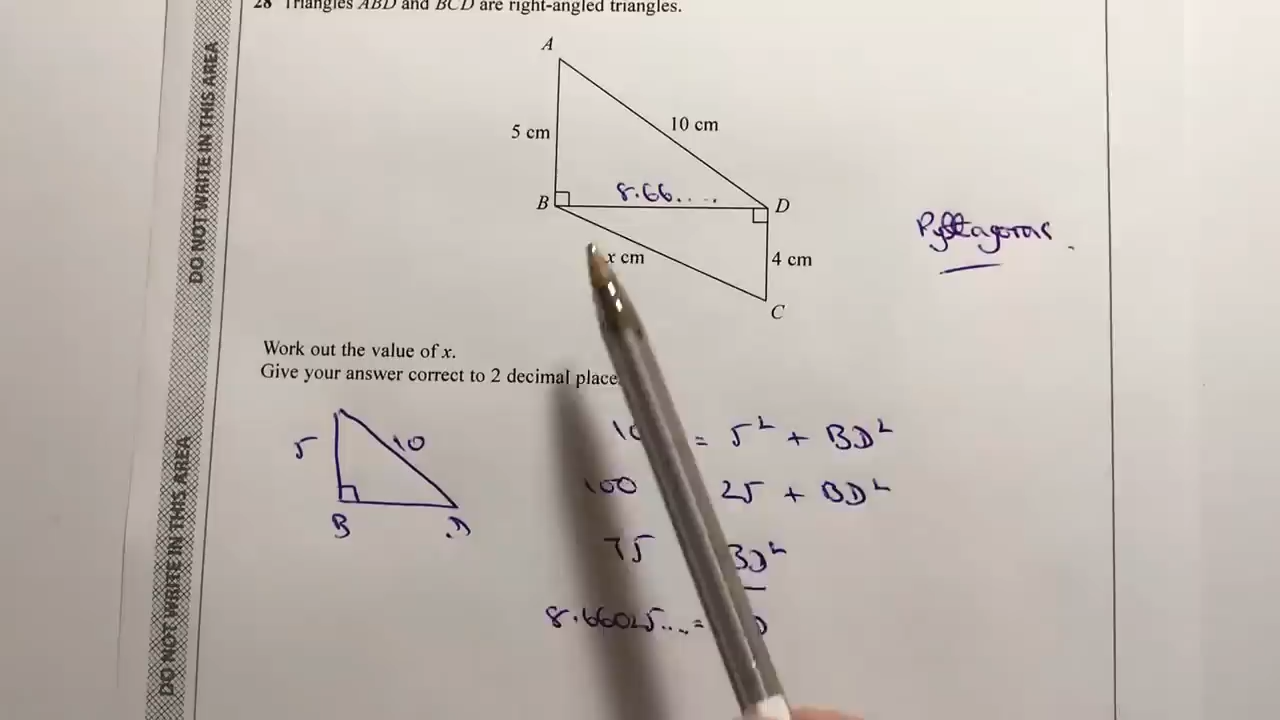 28 Triangles ABD and BCD are right-angled triangles.
A
5 cm
10 cm
8.66....
B
D
Pythagoras.
x cm
4 cm
C
DO NOT WRITE IN THIS AREA
Work out the value of x.
Give your answer correct to 2 decimal place
5
10
B
D
10 = 5² + BD²
100 25 + BD²
75 BD²
8.66025... =
DO NOT WRITE IN THIS AREA